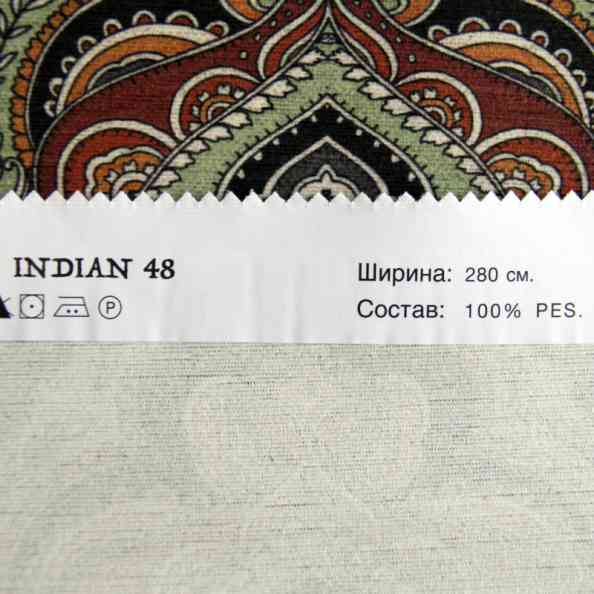 INDIAN 48
Ширина: 280 см.
P
Состав: 100% PES.